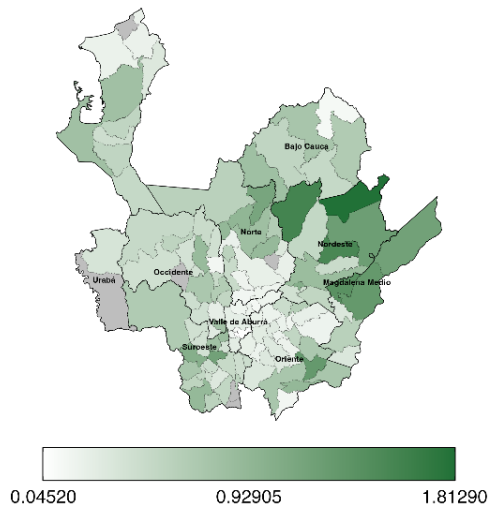 Bajo Cauca
Norte
Nordeste
Occidente
Urabá
Magdalena Medio
Valle de Aburrá
Suroeste
Oriente
0.04520 0.92905 1.81290